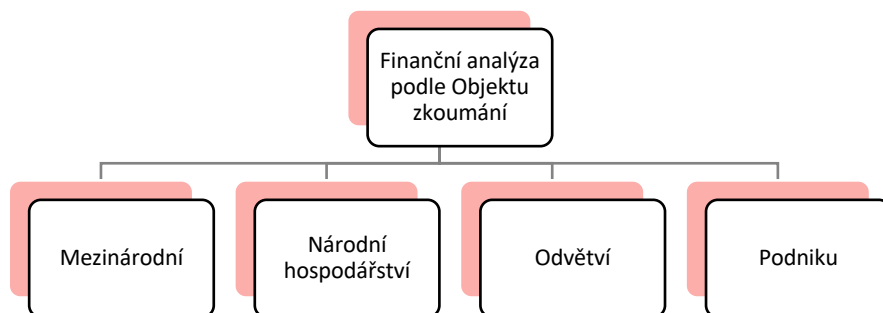 Finanční analýza
podle Objektu
zkoumání
Mezinárodní
Národní
hospodářství
Odvětví
Podniku